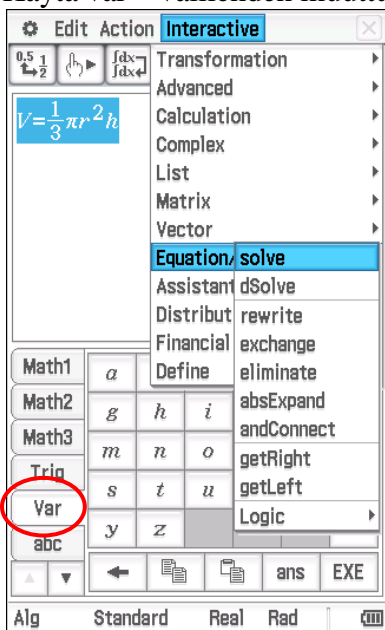 Edit Action Interactive
0.5 1 2 ∫dx ∫dx
Transformation
Advanced
V=1/3πr²h
Calculation
Complex
List
Matrix
Vector
Equation/ solve
Assistant dSolve
Distribut rewrite
Financial exchange
Define eliminate
absExpand
andConnect
getRight
getLeft
Logic
Math1 a
Math2 g h i
Math3 m n o
Trig s t u
Var y z
abc
ans EXE
Alg Standard Real Rad